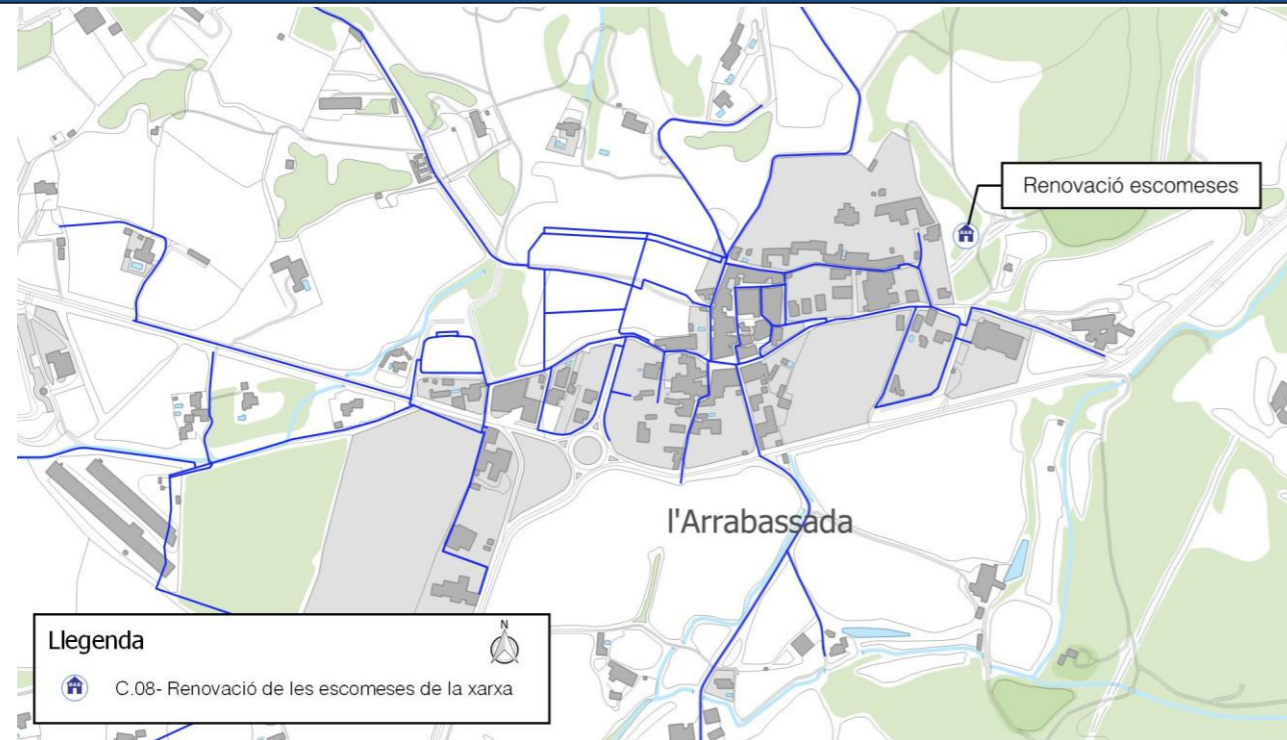 Renovació escomeses
l'Arrabassada
Llegenda
N
C.08- Renovació de les escomeses de la xarxa